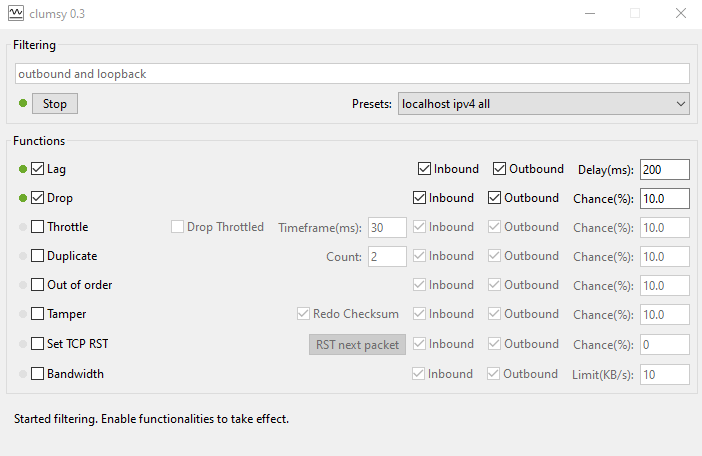 clumsy 0.3
Filtering
outbound and loopback
Stop Presets: localhost ipv4 all
Functions
Lag Inbound Outbound Delay(ms): 200
Drop Inbound Outbound Chance(%): 10.0
Throttle Drop Throttled Timeframe(ms): 30 Inbound Outbound Chance(%): 10.0
Duplicate Count: 2 Inbound Outbound Chance(%): 10.0
Out of order Inbound Outbound Chance(%): 10.0
Tamper Redo Checksum Inbound Outbound Chance(%): 10.0
Set TCP RST RST next packet Inbound Outbound Chance(%): 0
Bandwidth Inbound Outbound Limit(KB/s): 10
Started filtering. Enable functionalities to take effect.